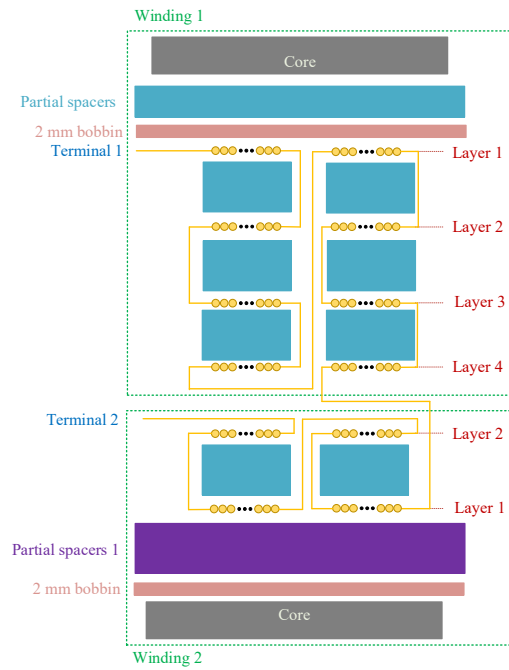 Winding 1
Core
Partial spacers
2 mm bobbin
Terminal 1
Layer 1
Layer 2
Layer 3
Layer 4
Terminal 2
Layer 2
Layer 1
Partial spacers 1
2 mm bobbin
Core
Winding 2